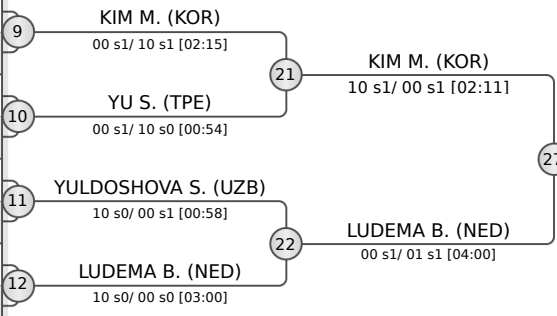 9
KIM M. (KOR)
00 s1/ 10 s1 [02:15]
21
KIM M. (KOR)
10 s1/ 00 s1 [02:11]
10
YU S. (TPE)
00 s1/ 10 s0 [00:54]
27
11
YULDOSHOVA S. (UZB)
10 s0/ 00 s1 [00:58]
22
LUDEMA B. (NED)
00 s1/ 01 s1 [04:00]
12
LUDEMA B. (NED)
10 s0/ 00 s0 [03:00]